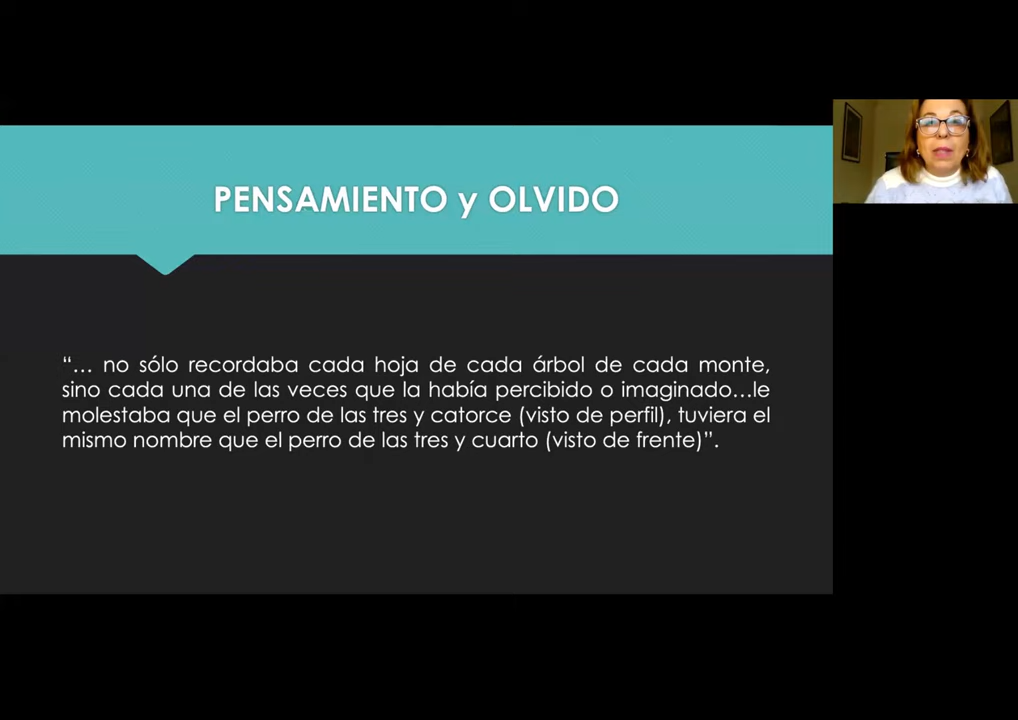 PENSAMIENTO y OLVIDO
“… no sólo recordaba cada hoja de cada árbol de cada monte,
sino cada una de las veces que la había percibido o imaginado…le
molestaba que el perro de las tres y catorce (visto de perfil), tuviera el
mismo nombre que el perro de las tres y cuarto (visto de frente)”.